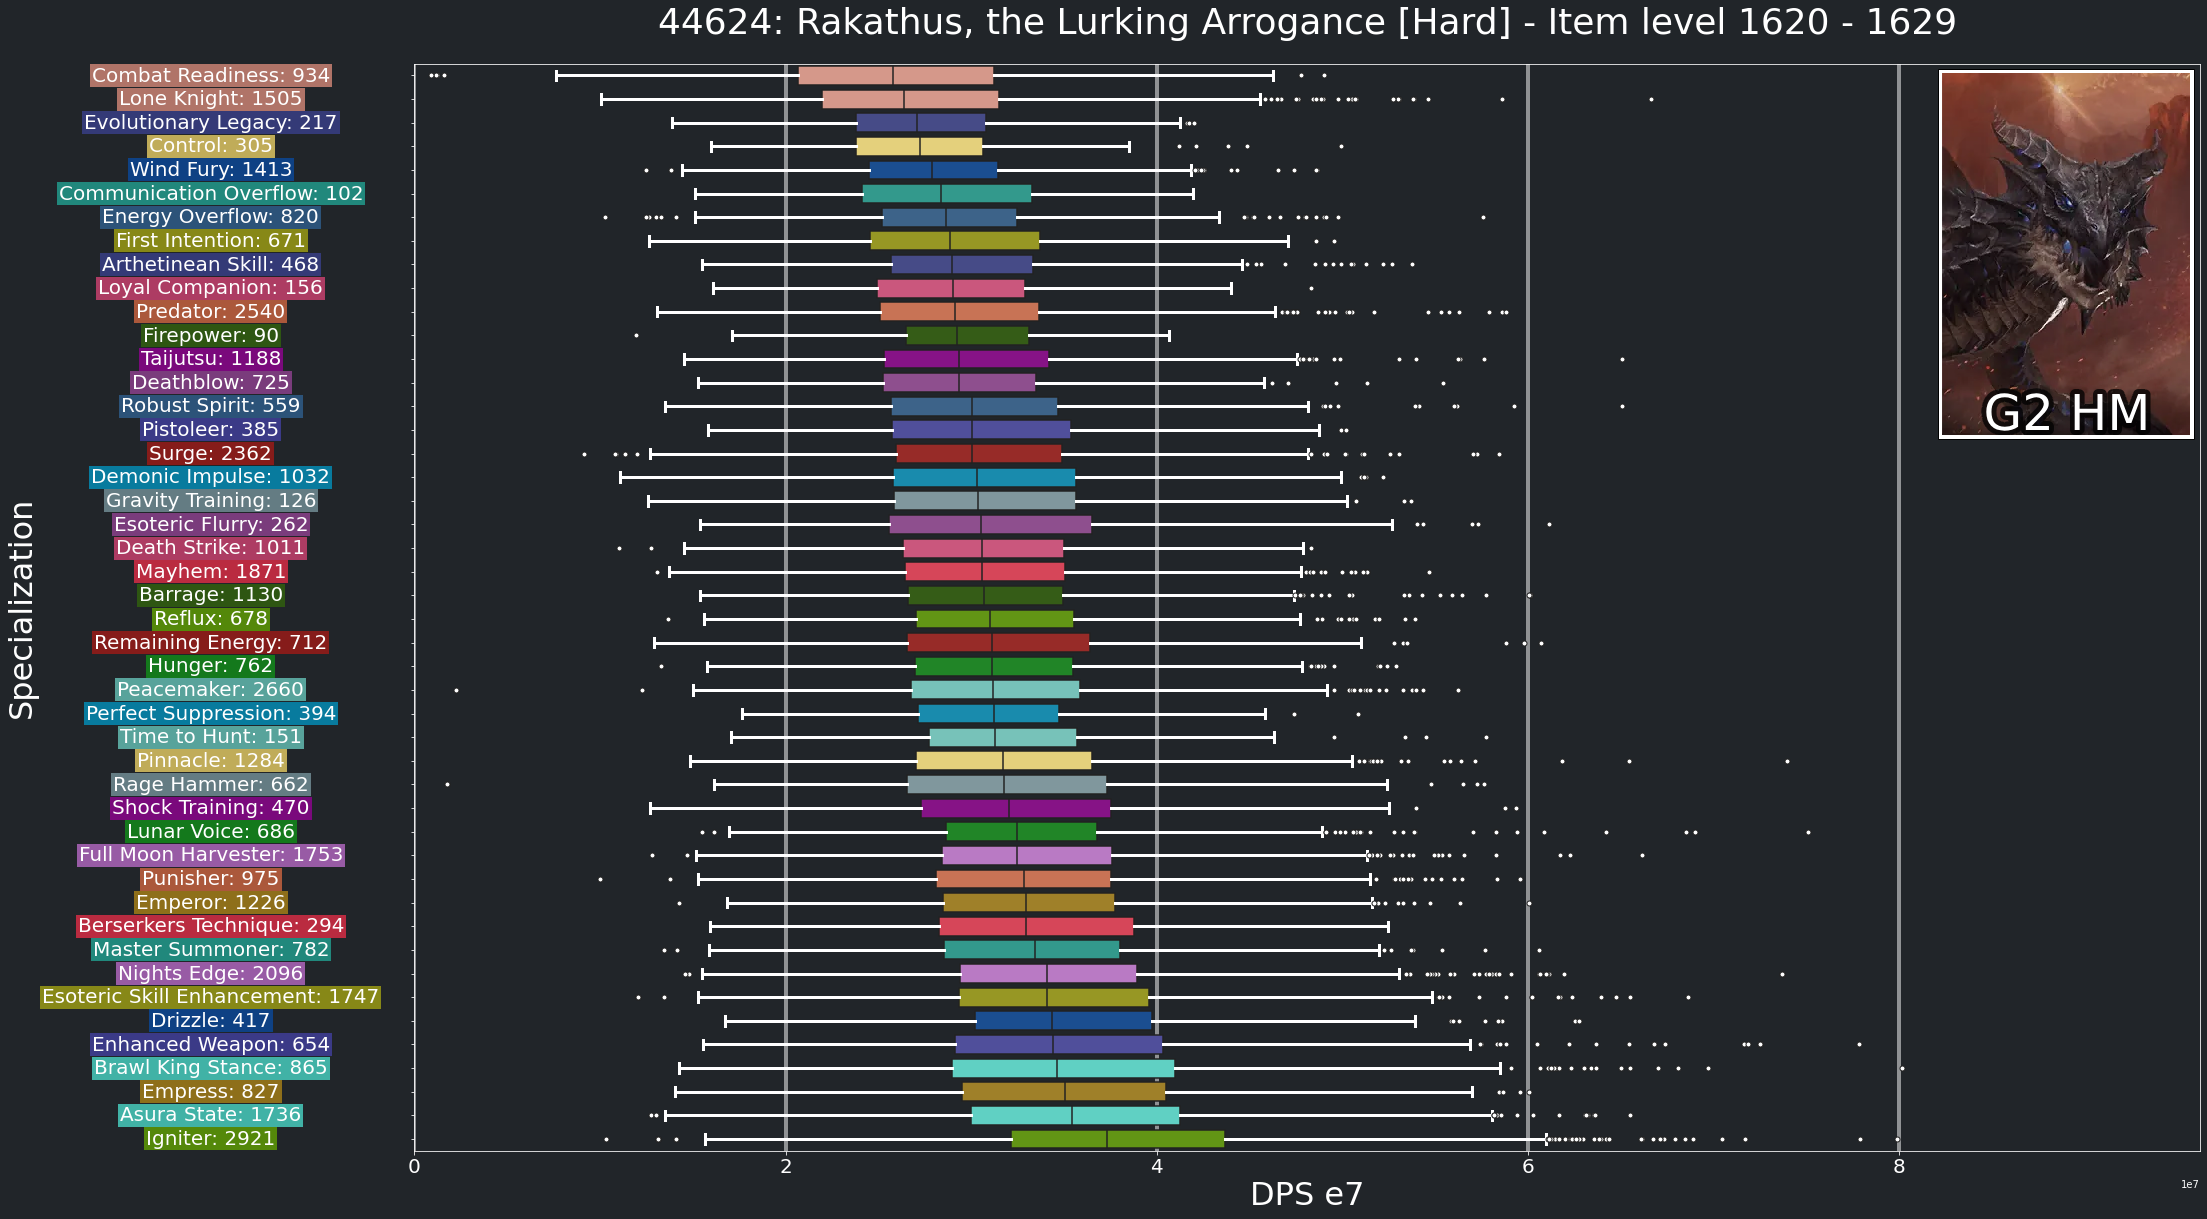 44624: Rakathus, the Lurking Arrogance [Hard] - Item level 1620 - 1629
Combat Readiness: 934
Lone Knight: 1505
Evolutionary Legacy: 217
Control: 305
Wind Fury: 1413
Communication Overflow: 102
Energy Overflow: 820
First Intention: 671
Arthetinean Skill: 468
Loyal Companion: 156
Predator: 2540
Firepower: 90
Taijutsu: 1188
Deathblow: 725
Robust Spirit: 559
Pistoleer: 385
Surge: 2362
Demonic Impulse: 1032
Gravity Training: 126
Esoteric Flurry: 262
Death Strike: 1011
Mayhem: 1871
Barrage: 1130
Reflux: 678
Remaining Energy: 712
Hunger: 762
Peacemaker: 2660
Perfect Suppression: 394
Time to Hunt: 151
Pinnacle: 1284
Rage Hammer: 662
Shock Training: 470
Lunar Voice: 686
Full Moon Harvester: 1753
Punisher: 975
Emperor: 1226
Berserkers Technique: 294
Master Summoner: 782
Nights Edge: 2096
Esoteric Skill Enhancement: 1747
Drizzle: 417
Enhanced Weapon: 654
Brawl King Stance: 865
Empress: 827
Asura State: 1736
Igniter: 2921
Specialization
G2 HM
0 2 4 6 8
DPS e7
1e7